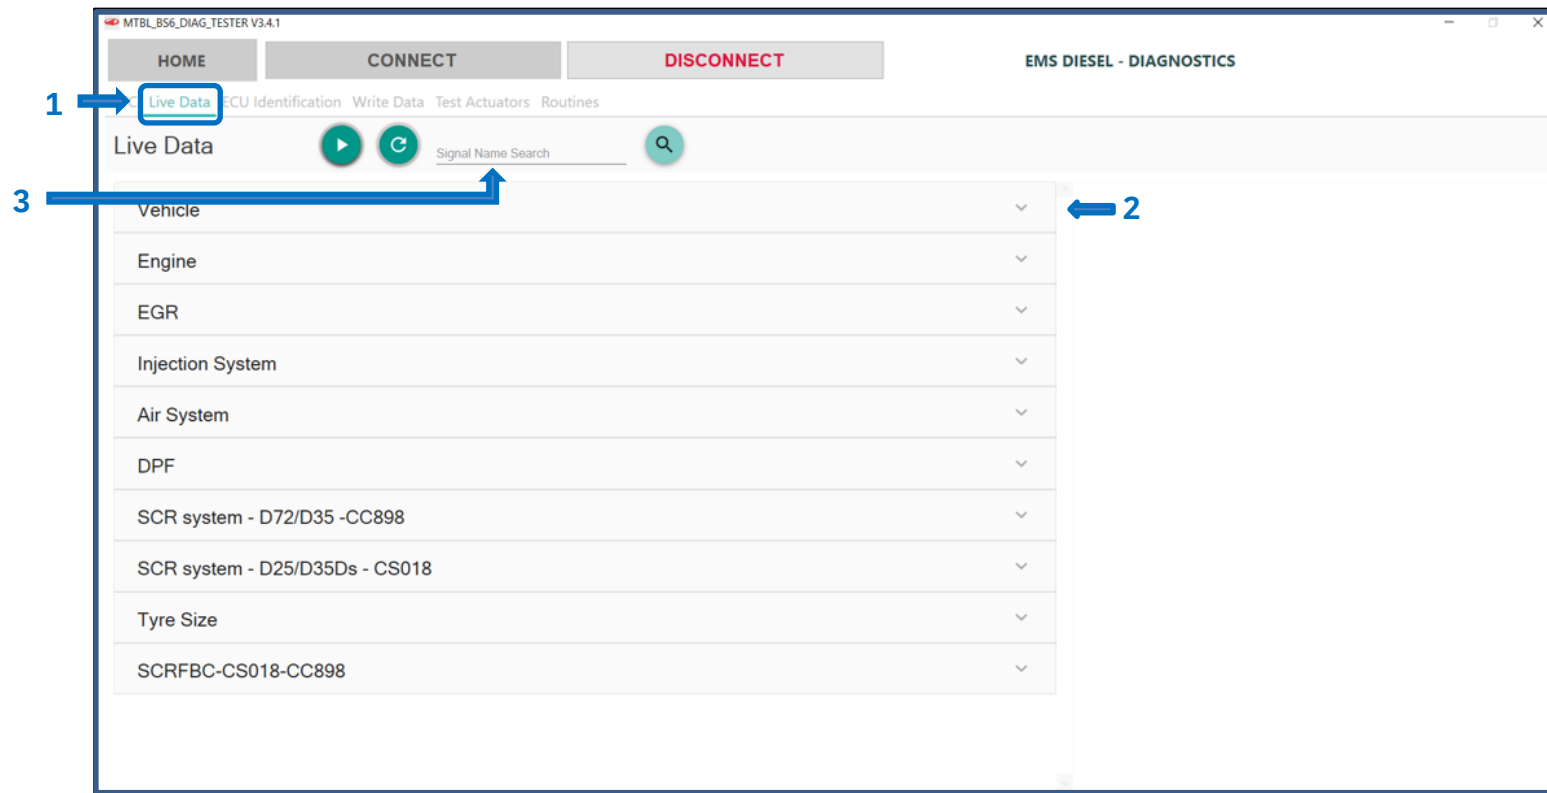 MTBL_BS6_DIAG_TESTER V3.4.1
HOME CONNECT DISCONNECT EMS DIESEL - DIAGNOSTICS
1
Live Data ECU Identification Write Data Test Actuators Routines
Live Data Signal Name Search
3
Vehicle
2
Engine
EGR
Injection System
Air System
DPF
SCR system - D72/D35 -CC898
SCR system - D25/D35Ds - CS018
Tyre Size
SCRFBC-CS018-CC898